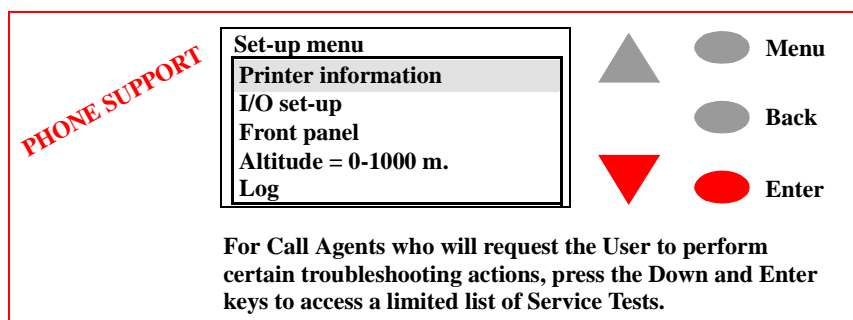 PHONE SUPPORT
Set-up menu
Printer information
I/O set-up
Front panel
Altitude = 0-1000 m.
Log
Menu
Back
Enter
For Call Agents who will request the User to perform
certain troubleshooting actions, press the Down and Enter
keys to access a limited list of Service Tests.